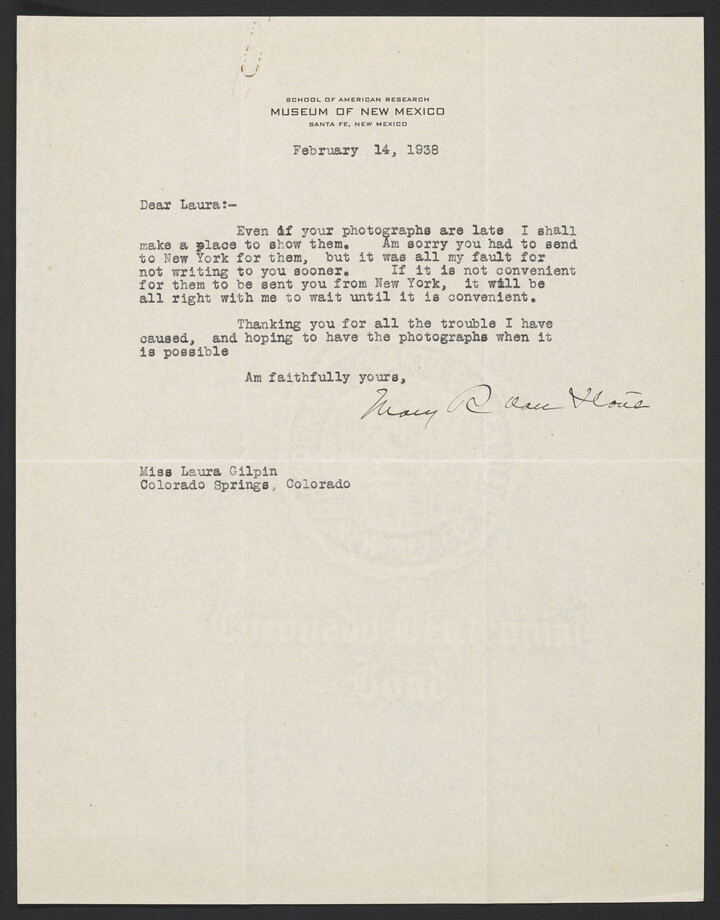 SCHOOL OF AMERICAN RESEARCH
MUSEUM OF NEW MEXICO
SANTA FE, NEW MEXICO
February 14, 1938
Dear Laura:-
Even if your photographs are late I shall
make a place to show them. Am sorry you had to send
to New York for them, but it was all my fault for
not writing to you sooner. If it is not convenient
for them to be sent you from New York, it will be
all right with me to wait until it is convenient.
Thanking you for all the trouble I have
caused, and hoping to have the photographs when it
is possible
Am faithfully yours,
Mary R Van Stone
Miss Laura Gilpin
Colorado Springs, Colorado